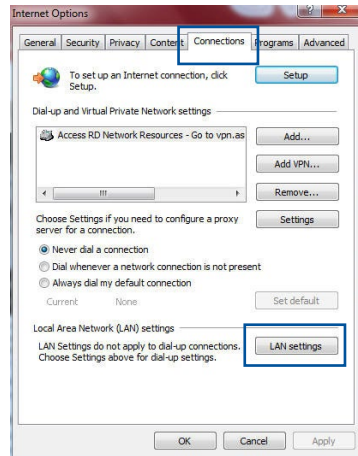 Internet Options
General Security Privacy Content Connections Programs Advanced
To set up an Internet connection, click Setup.
Setup
Dial-up and Virtual Private Network settings
Access RD Network Resources - Go to vpn.as
Add...
Add VPN...
Remove...
Choose Settings if you need to configure a proxy
server for a connection.
Settings
Never dial a connection
Dial whenever a network connection is not present
Always dial my default connection
Current None
Set default
Local Area Network (LAN) settings
LAN Settings do not apply to dial-up connections.
Choose Settings above for dial-up settings.
LAN settings
OK Cancel Apply